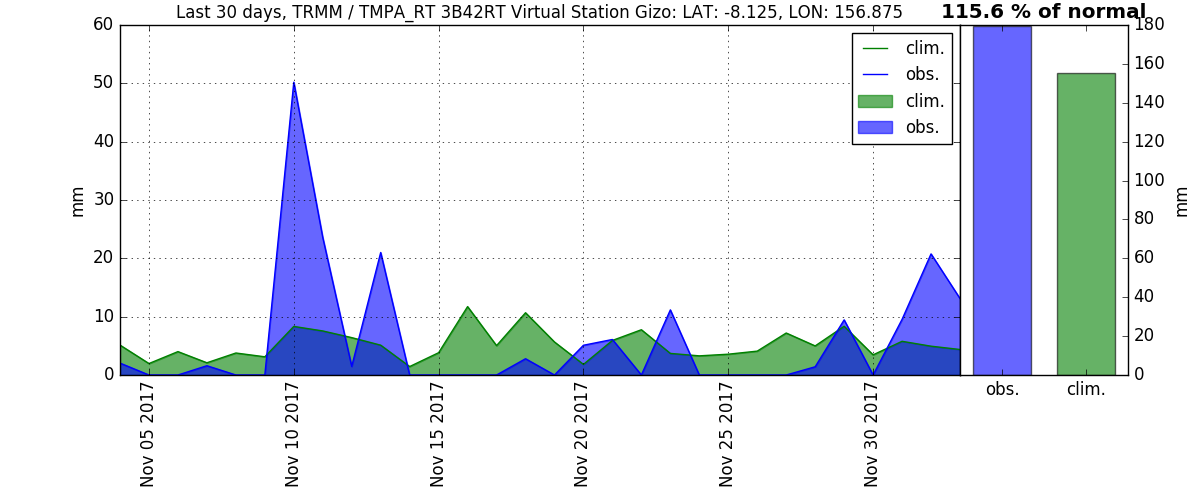 Last 30 days, TRMM / TMPA_RT 3B42RT Virtual Station Gizo: LAT: -8.125, LON: 156.875
115.6 % of normal
clim.
obs.
clim.
obs.
mm
60
50
40
30
20
10
0
Nov 05 2017
Nov 10 2017
Nov 15 2017
Nov 20 2017
Nov 25 2017
Nov 30 2017
180
160
140
120
100
80
60
40
20
0
mm
obs.
clim.